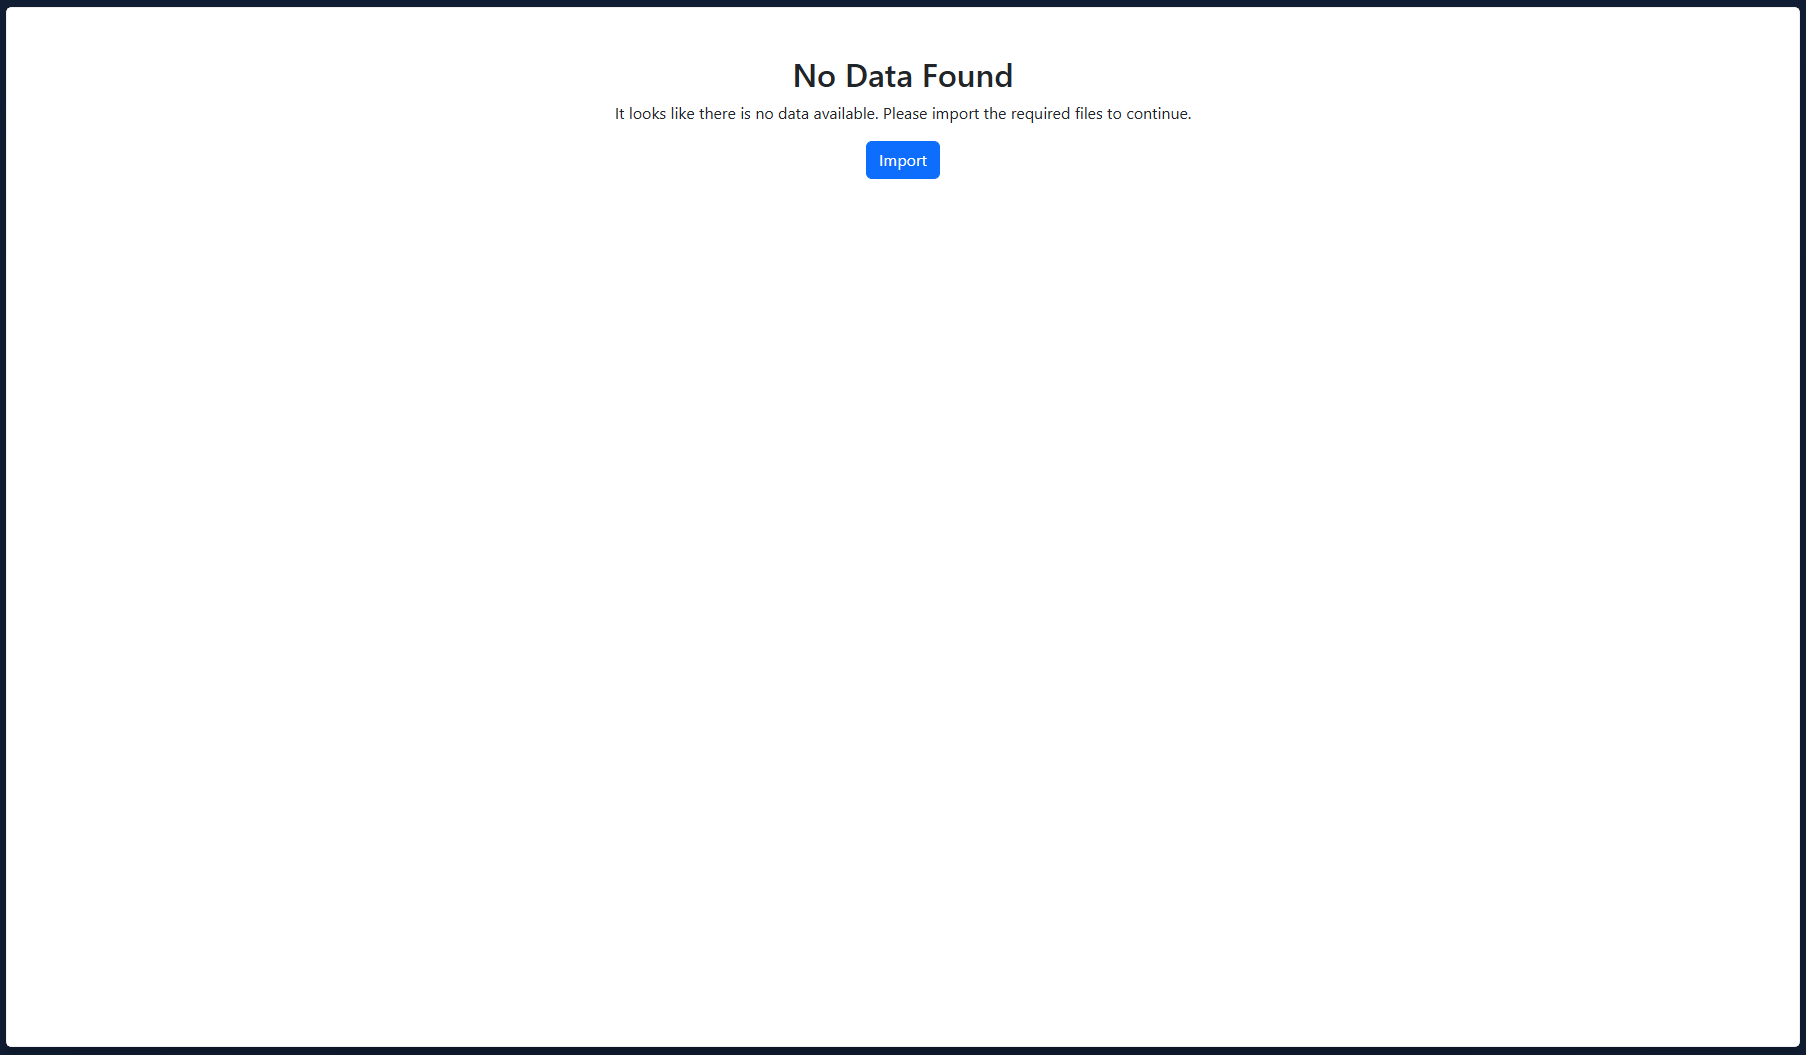 No Data Found
It looks like there is no data available. Please import the required files to continue.
Import